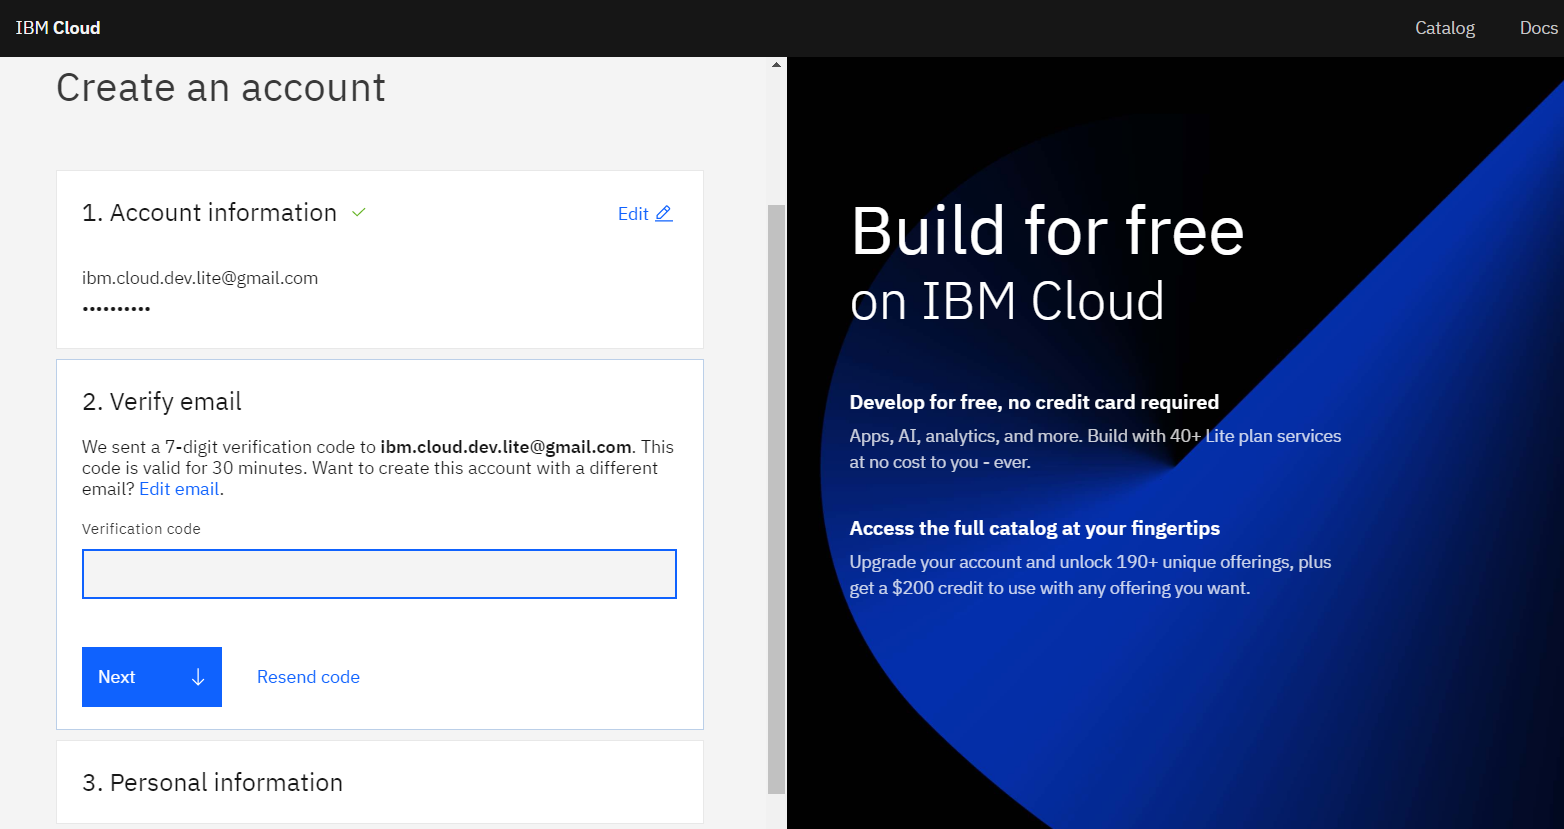 IBM Cloud
Catalog
Docs
Create an account
1. Account information
Edit
ibm.cloud.dev.lite@gmail.com
••••••••••
2. Verify email
We sent a 7-digit verification code to ibm.cloud.dev.lite@gmail.com. This
code is valid for 30 minutes. Want to create this account with a different
email? Edit email.
Verification code
Next
Resend code
3. Personal information
Build for free
on IBM Cloud
Develop for free, no credit card required
Apps, AI, analytics, and more. Build with 40+ Lite plan services
at no cost to you - ever.
Access the full catalog at your fingertips
Upgrade your account and unlock 190+ unique offerings, plus
get a $200 credit to use with any offering you want.